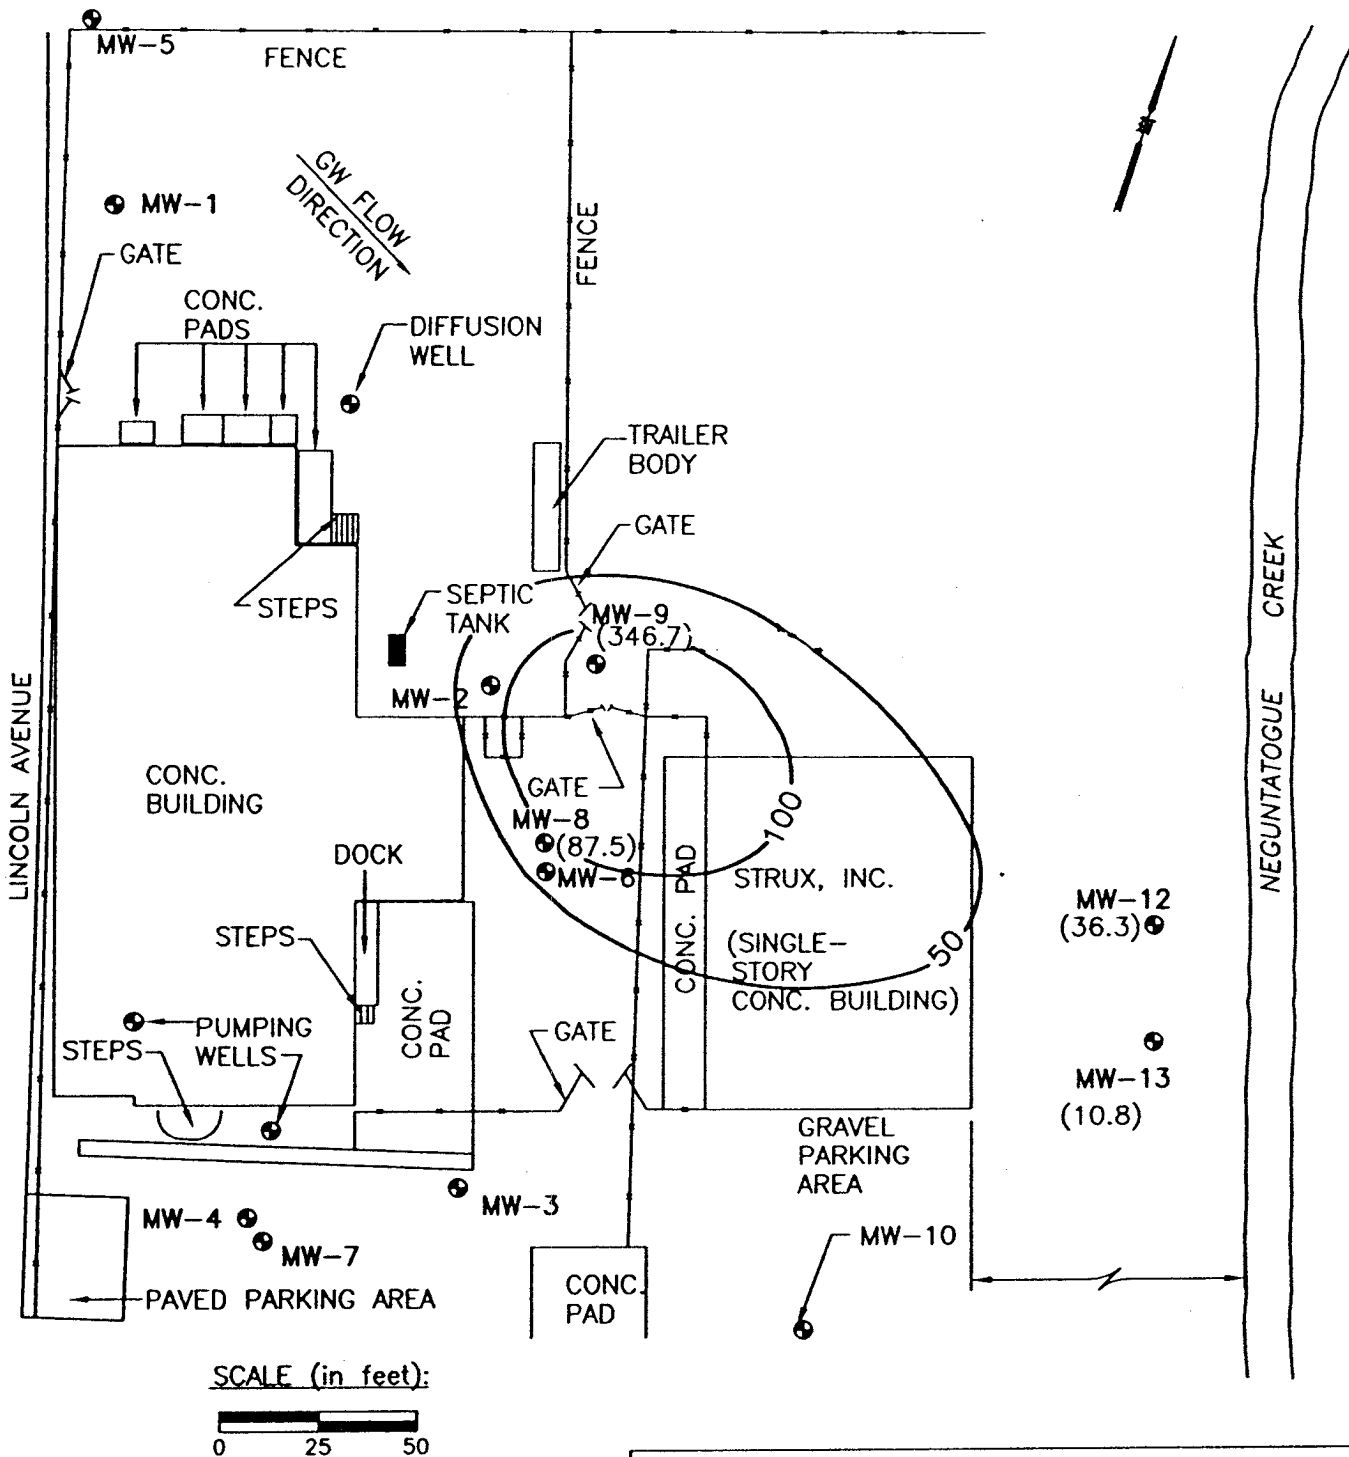 MW-5
FENCE
MW-1
GW FLOW
DIRECTION
FENCE
GATE
CONC.
PADS
DIFFUSION
WELL
TRAILER
BODY
GATE
STEPS
SEPTIC
TANK
MW-9
(346.7)
MW-2
NEGUNTATOGUE CREEK
LINCOLN AVENUE
CONC.
BUILDING
GATE
100
MW-8
(87.5)
MW-6
DOCK
CONC. PAD
STRUX, INC.
(SINGLE-
STORY
CONC. BUILDING)
50
MW-12
(36.3)
STEPS
CONC.
PAD
PUMPING
WELLS
STEPS
GATE
MW-13
(10.8)
GRAVEL
PARKING
AREA
MW-3
MW-4
MW-7
MW-10
PAVED PARKING AREA
CONC.
PAD
SCALE (in feet):
0 25 50